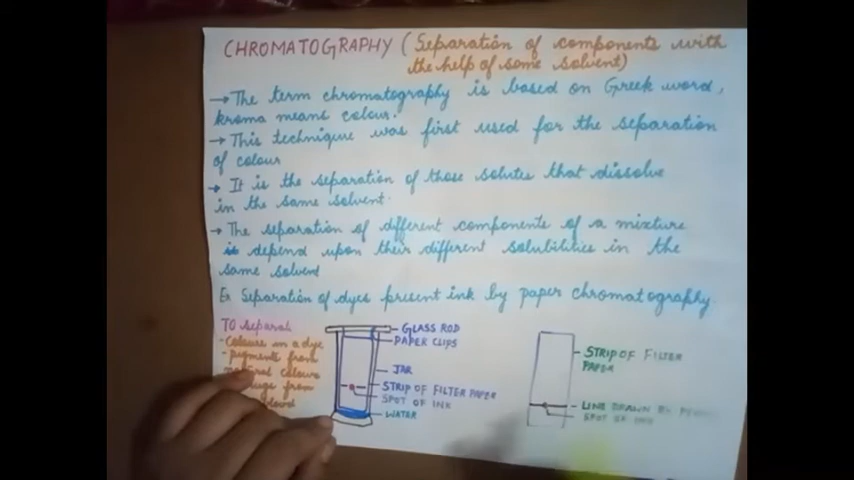 CHROMATOGRAPHY (Separation of components with
the help of some solvent)
→ The term chromatography is based on Greek word,
kroma means colour.
→ This technique was first used for the separation
of colour
→ It is the separation of those solutes that dissolve
in the same solvent.
→ The separation of different components of a mixture
is depend upon their different solubilities in the
same solvent
Ex Separation of dyes present ink by paper chromatography.
TO separat
- Colours in a dye
- pigments from
colours
from
GLASS ROD
PAPER CLIPS
JAR
STRIP OF FILTER PAPER
SPOT OF INK
WATER
STRIP OF FILTER
PAPER
LINE DRAWN BY
SPOT OF INK